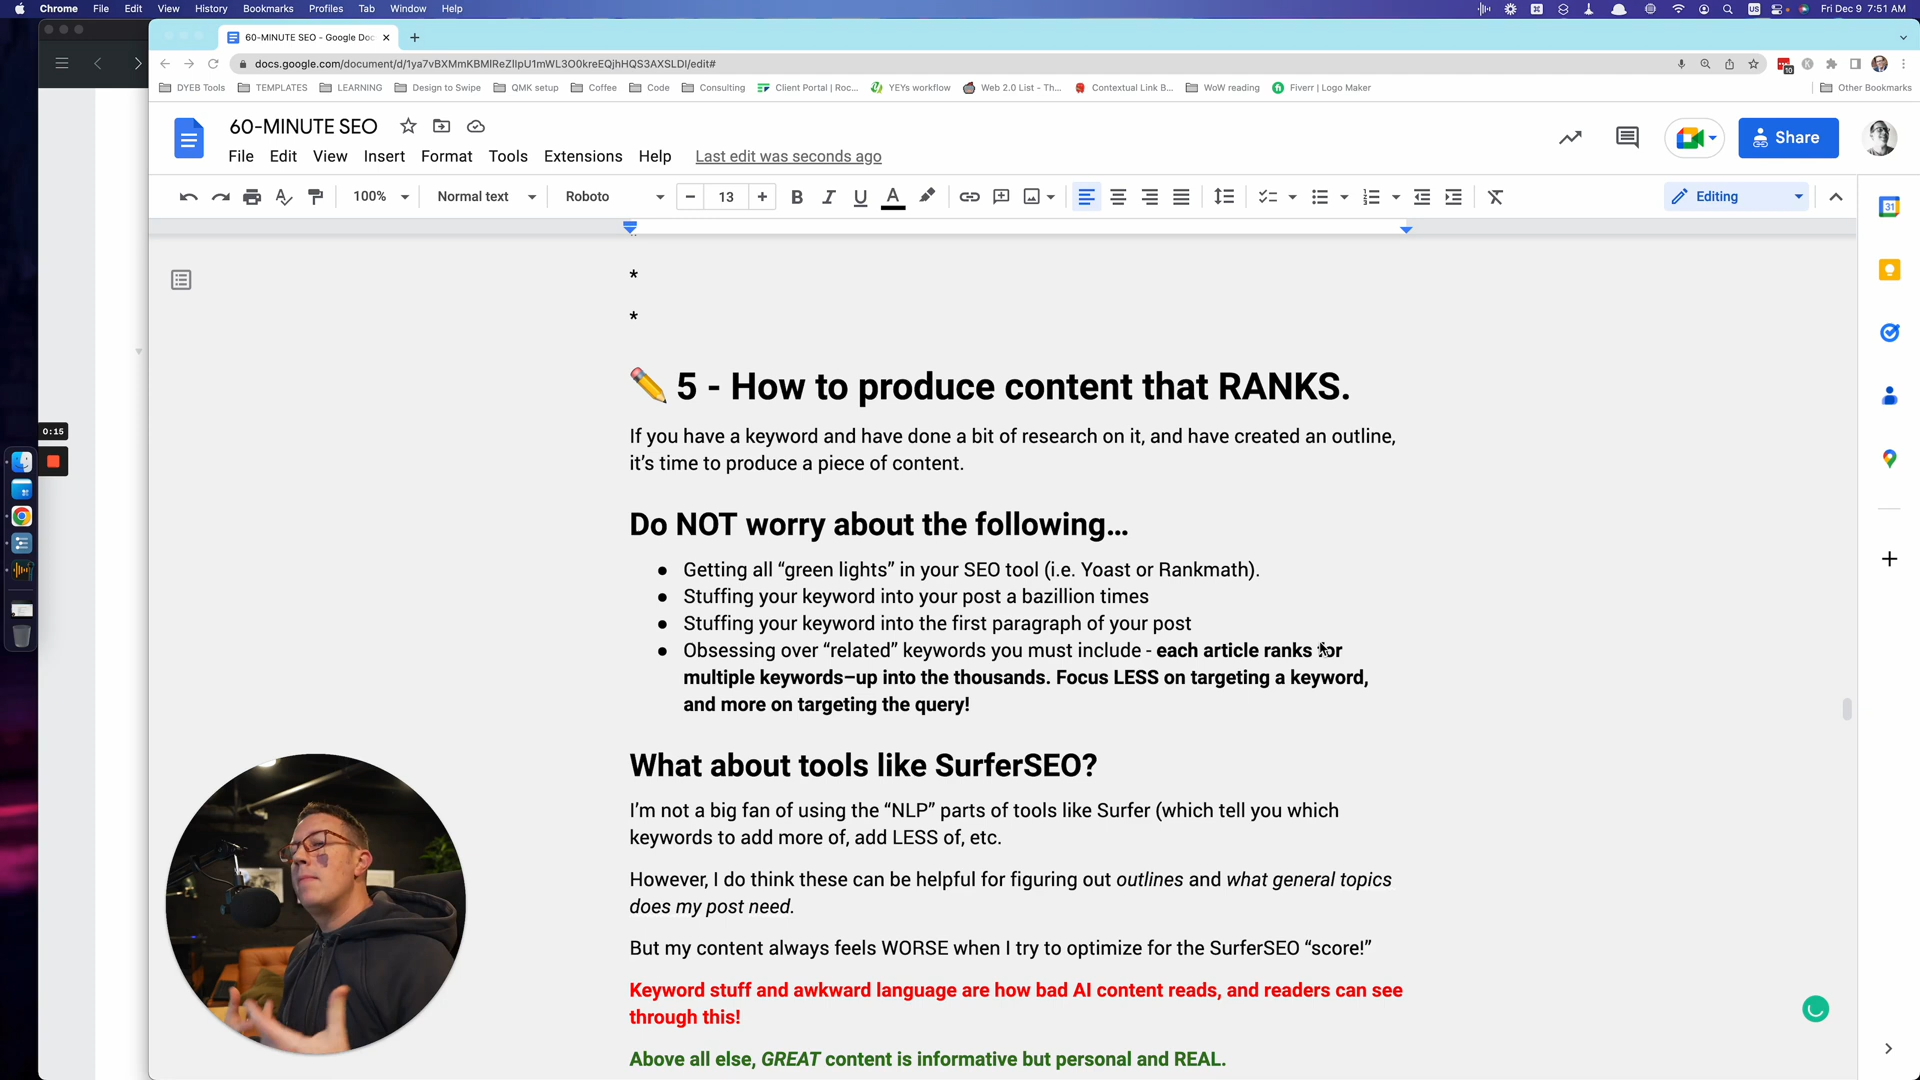 Chrome File Edit View History Bookmarks Profiles Tab Window Help
US
Fri Dec 9 7:51 AM
60-MINUTE SEO - Google Doc
docs.google.com/document/d/1ya7vBXMmKBMlReZIlpU1mWL3O0kreEQjhHQS3AXSLDI/edit#
10
DYEB Tools TEMPLATES LEARNING Design to Swipe QMK setup Coffee Code Consulting Client Portal | Roc... YEYs workflow Web 2.0 List - Th... Contextual Link B... WoW reading Fiverr | Logo Maker Other Bookmarks
60-MINUTE SEO
Share
File Edit View Insert Format Tools Extensions Help Last edit was seconds ago
100% Normal text Roboto − 13 + B I U A Editing
31
*
*
5 - How to produce content that RANKS.
If you have a keyword and have done a bit of research on it, and have created an outline,
it’s time to produce a piece of content.
0:15
Do NOT worry about the following…
● Getting all “green lights” in your SEO tool (i.e. Yoast or Rankmath).
● Stuffing your keyword into your post a bazillion times
● Stuffing your keyword into the first paragraph of your post
● Obsessing over “related” keywords you must include - each article ranks for
multiple keywords–up into the thousands. Focus LESS on targeting a keyword,
and more on targeting the query!
What about tools like SurferSEO?
I’m not a big fan of using the “NLP” parts of tools like Surfer (which tell you which
keywords to add more of, add LESS of, etc.
However, I do think these can be helpful for figuring out outlines and what general topics
does my post need.
But my content always feels WORSE when I try to optimize for the SurferSEO “score!”
Keyword stuff and awkward language are how bad AI content reads, and readers can see
through this!
Above all else, GREAT content is informative but personal and REAL.